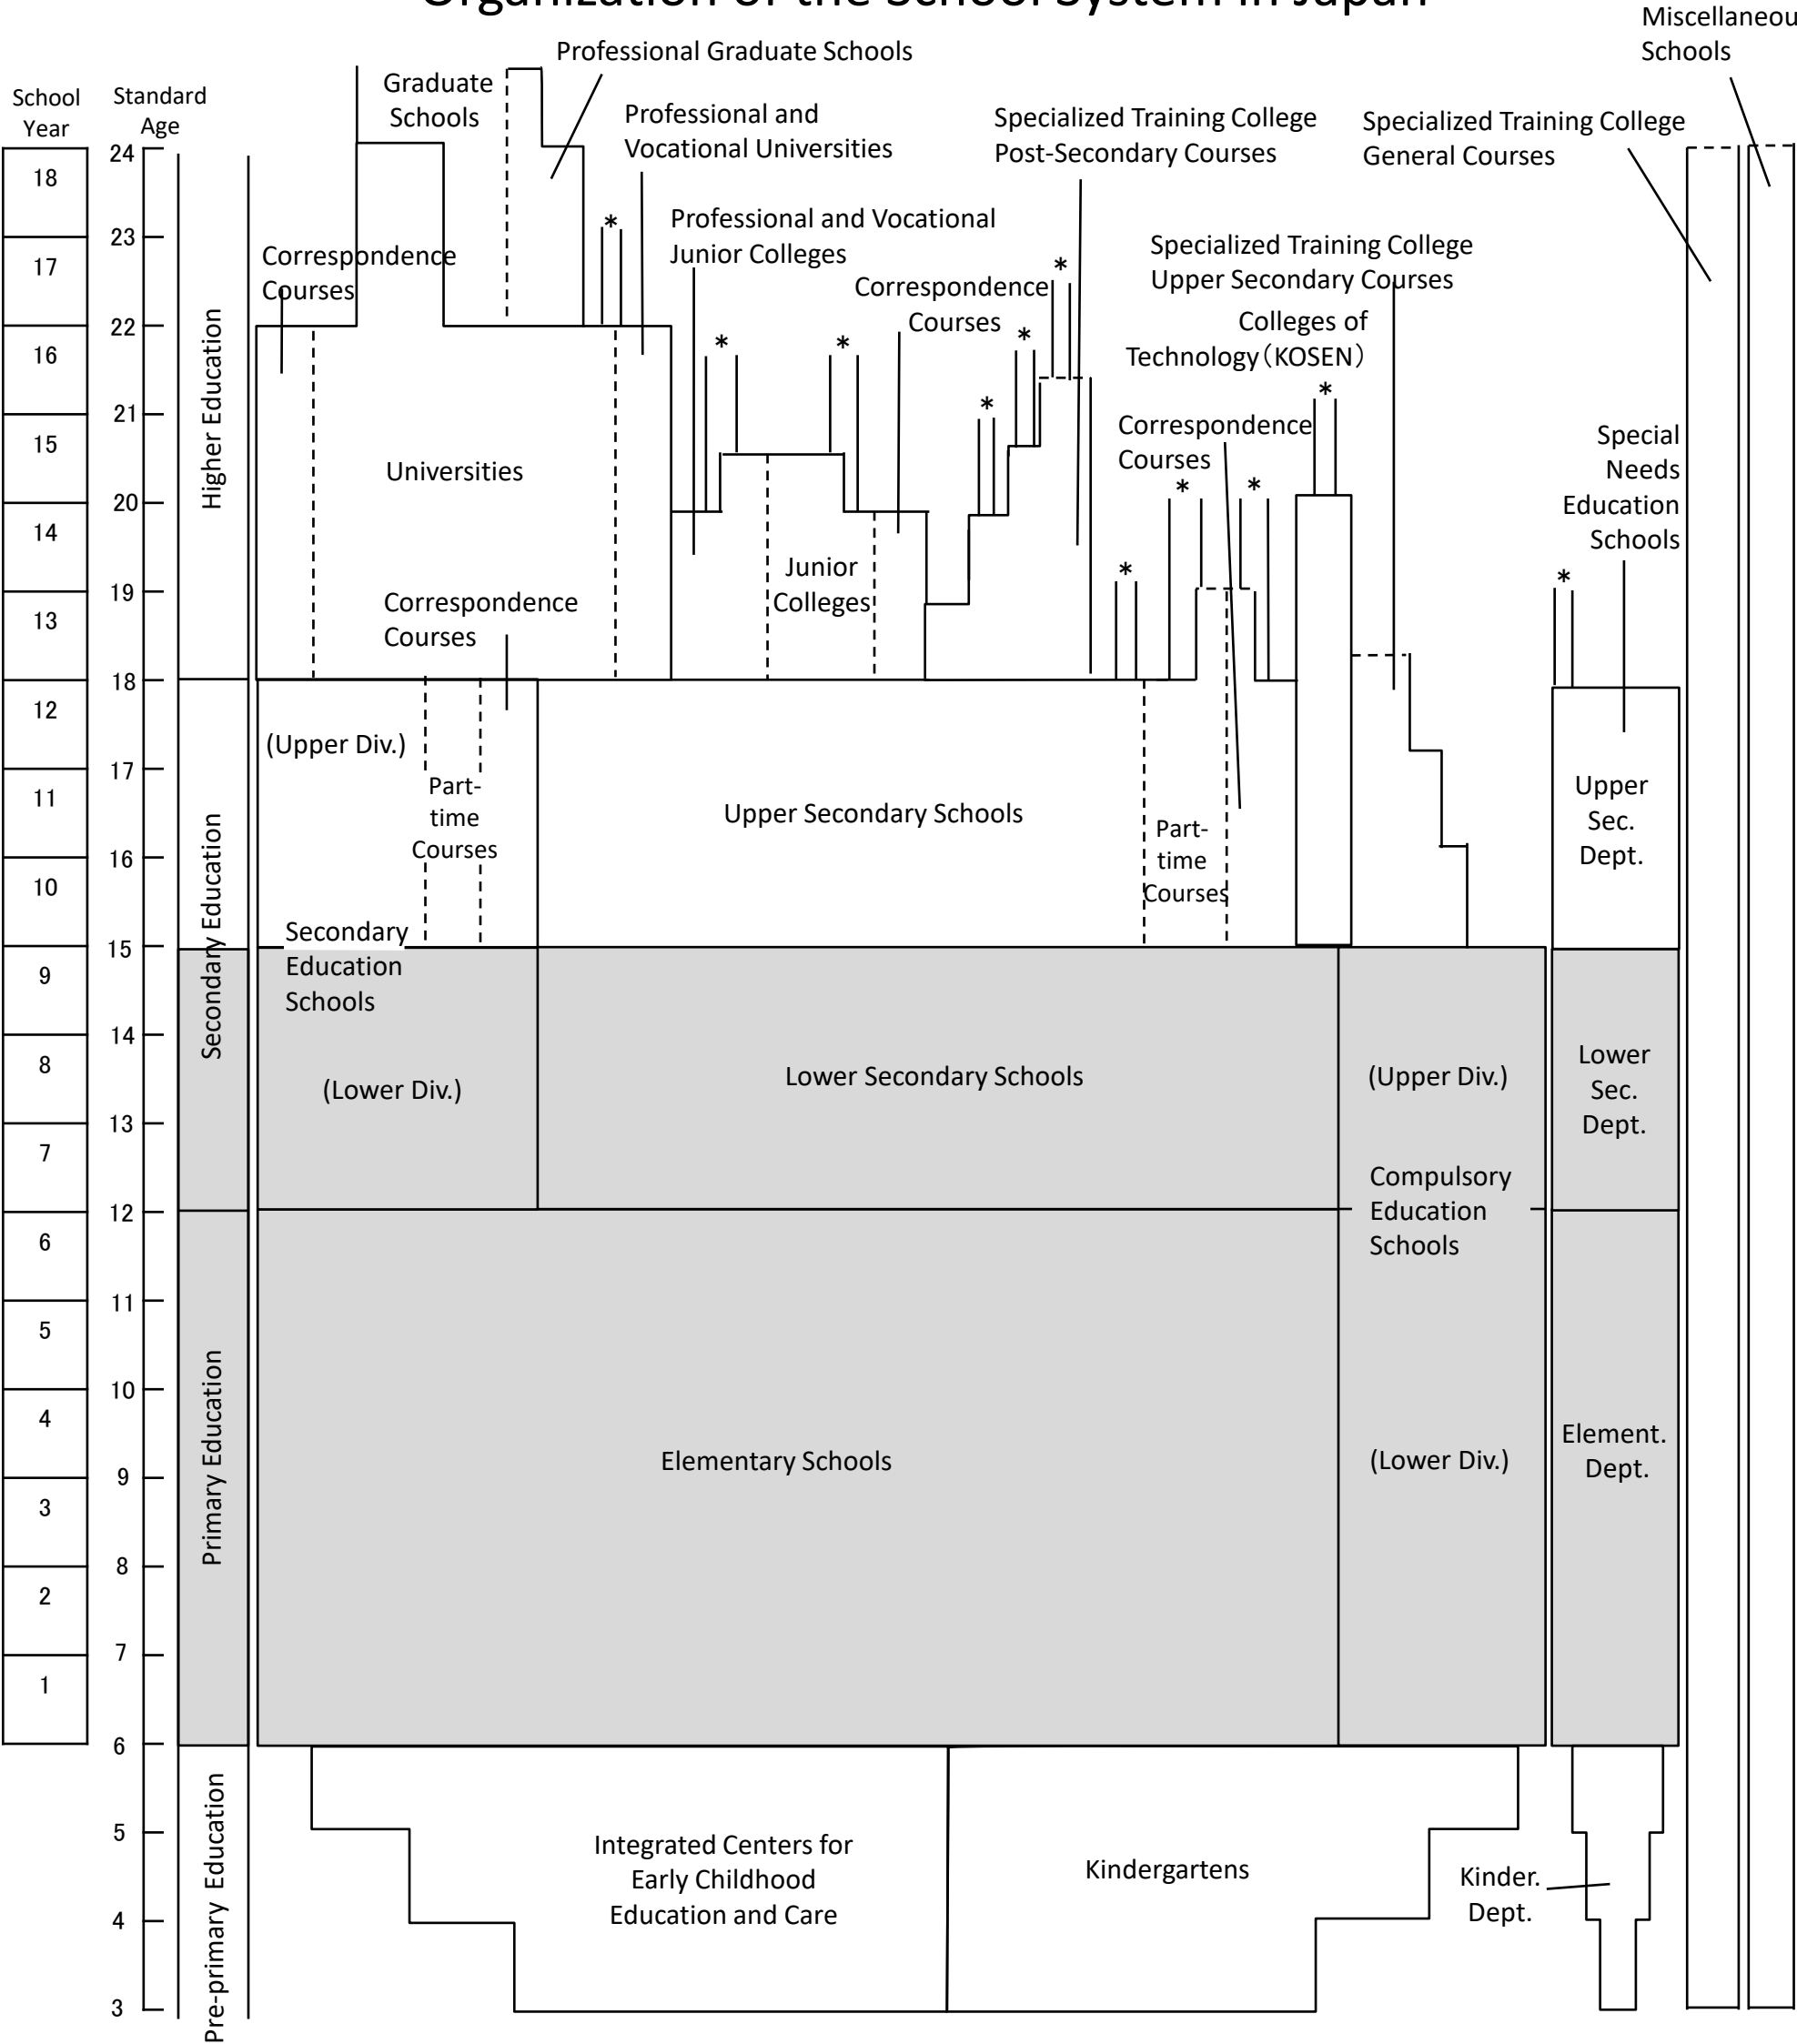 Organization of the School System in Japan
Miscellaneou
Schools
Professional Graduate Schools
Graduate
Schools
School
Year
Standard
Age
Professional and
Vocational Universities
Specialized Training College
Post-Secondary Courses
Specialized Training College
General Courses
24
18
23
*
Professional and Vocational
Junior Colleges
Specialized Training College
Upper Secondary Courses
Correspondence
Courses
17
*
Correspondence
Courses
22
Colleges of
Technology（KOSEN）
*
*
*
16
*
*
21
Correspondence
Courses
15
Higher Education
Universities
Special
Needs
Education
Schools
*
*
20
14
Junior
Colleges
*
*
19
Correspondence
Courses
13
18
12
(Upper Div.)
17
11
Part-
time
Courses
Upper Secondary Schools
Part-
time
Courses
Upper
Sec.
Dept.
16
10
Secondary Education
Secondary
Education
Schools
15
9
14
8
(Lower Div.)
Lower Secondary Schools
(Upper Div.)
Lower
Sec.
Dept.
13
7
Compulsory
Education
Schools
12
6
11
5
10
4
Primary Education
Elementary Schools
(Lower Div.)
Element.
Dept.
9
3
8
2
7
1
6
5
Pre-primary Education
Integrated Centers for
Early Childhood
Education and Care
Kindergartens
Kinder.
Dept.
4
3